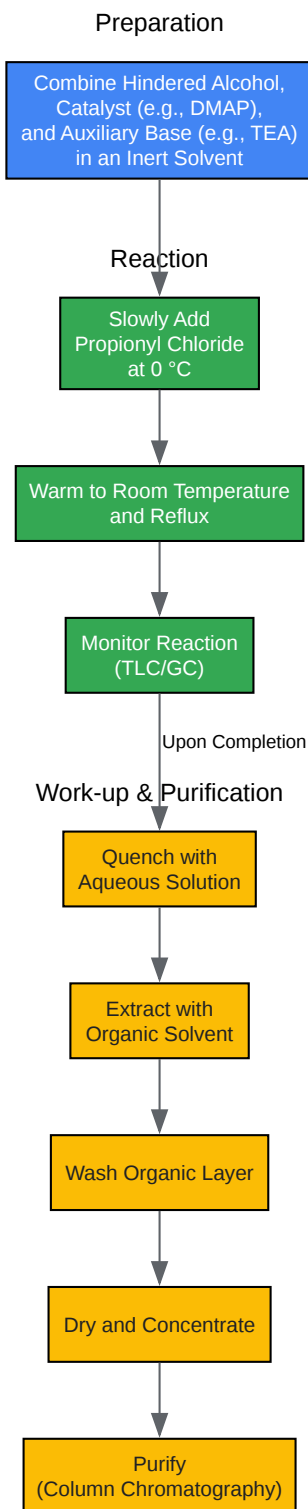 Preparation
Combine Hindered Alcohol,
Catalyst (e.g., DMAP),
and Auxiliary Base (e.g., TEA)
in an Inert Solvent
Reaction
Slowly Add
Propionyl Chloride
at 0 °C
Warm to Room Temperature
and Reflux
Monitor Reaction
(TLC/GC)
Upon Completion
Work-up & Purification
Quench with
Aqueous Solution
Extract with
Organic Solvent
Wash Organic Layer
Dry and Concentrate
Purify
(Column Chromatography)